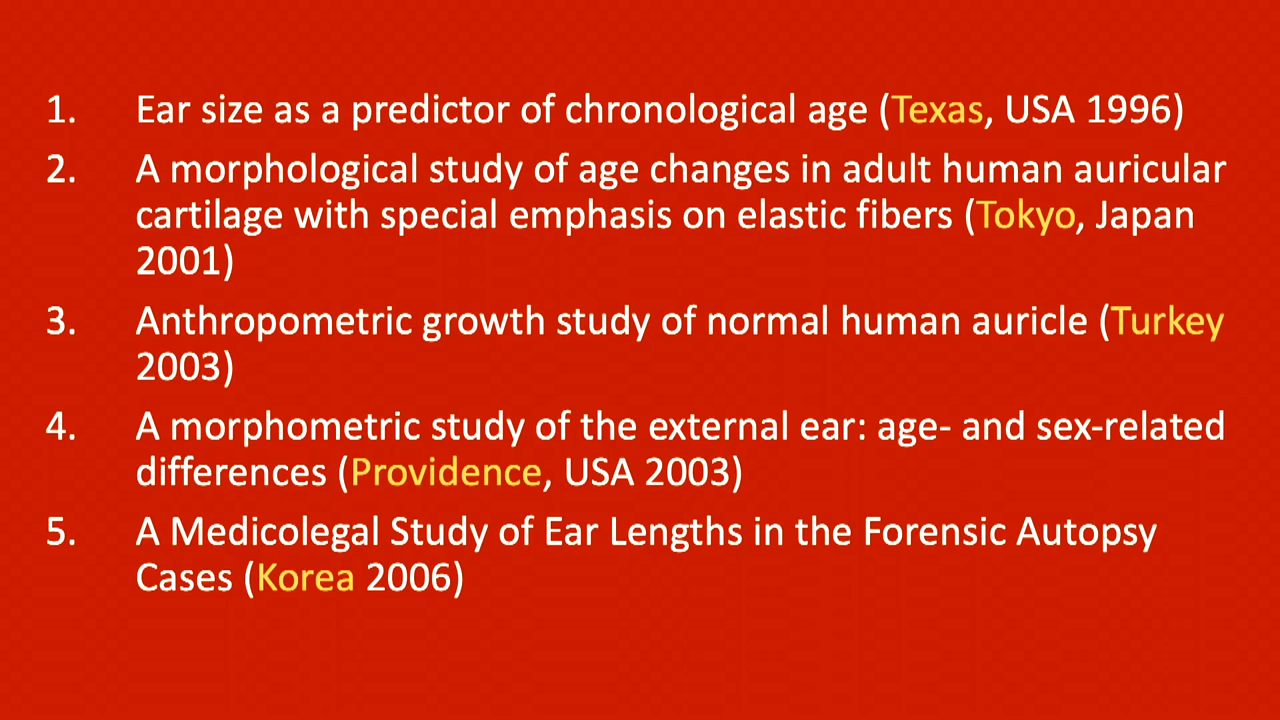 1. Ear size as a predictor of chronological age (Texas, USA 1996)
2. A morphological study of age changes in adult human auricular
cartilage with special emphasis on elastic fibers (Tokyo, Japan
2001)
3. Anthropometric growth study of normal human auricle (Turkey
2003)
4. A morphometric study of the external ear: age- and sex-related
differences (Providence, USA 2003)
5. A Medicolegal Study of Ear Lengths in the Forensic Autopsy
Cases (Korea 2006)